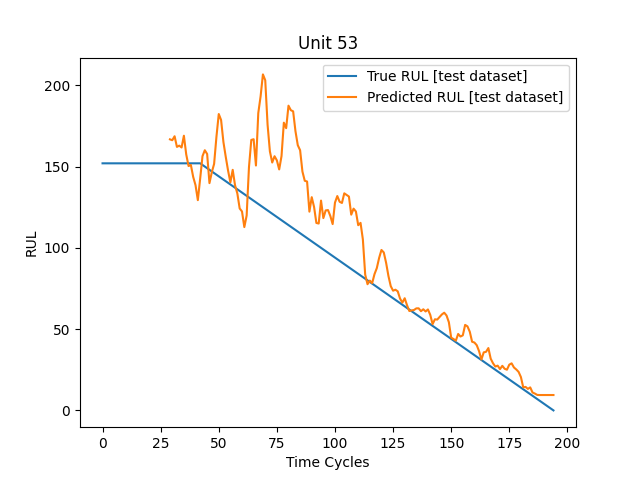 Unit 53
True RUL [test dataset]
Predicted RUL [test dataset]
RUL
200
150
100
50
0
0 25 50 75 100 125 150 175 200
Time Cycles